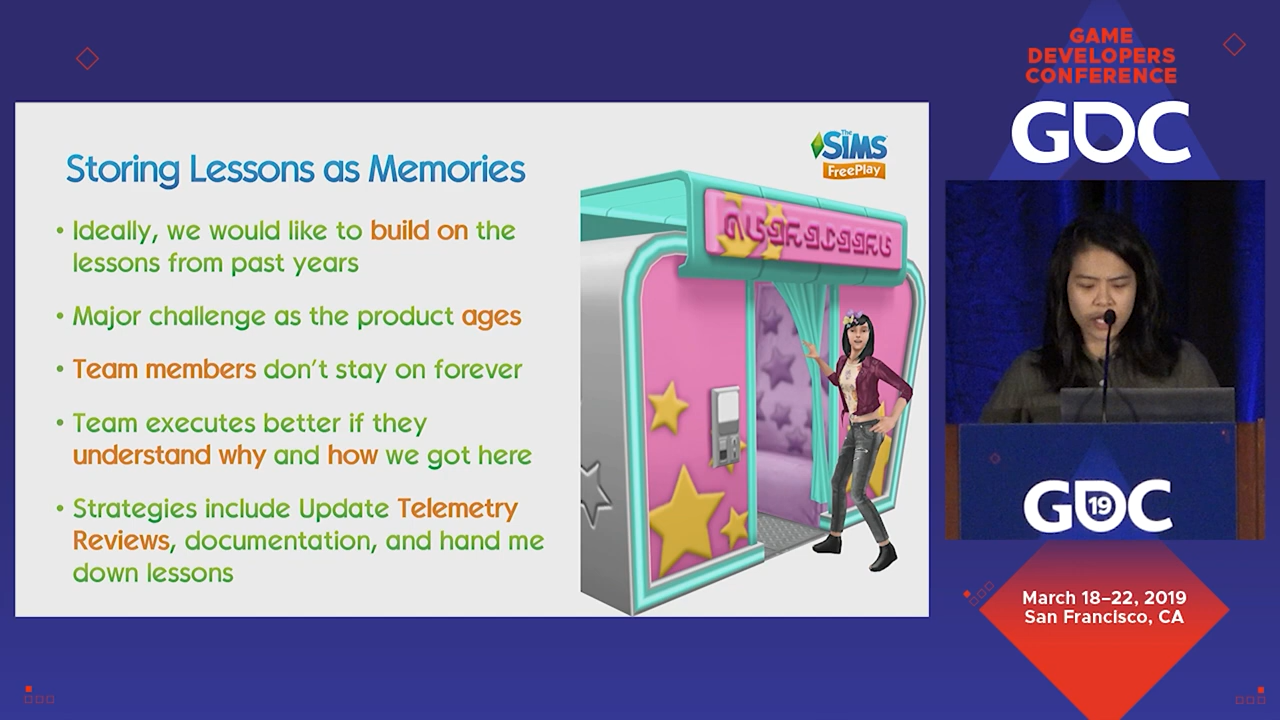 Storing Lessons as Memories
The
SIMS
FreePlay
• Ideally, we would like to build on the
lessons from past years
• Major challenge as the product ages
• Team members don't stay on forever
• Team executes better if they
understand why and how we got here
• Strategies include Update Telemetry
Reviews, documentation, and hand me
down lessons
GAME
DEVELOPERS
CONFERENCE
GDC
GDC
19
March 18–22, 2019
San Francisco, CA